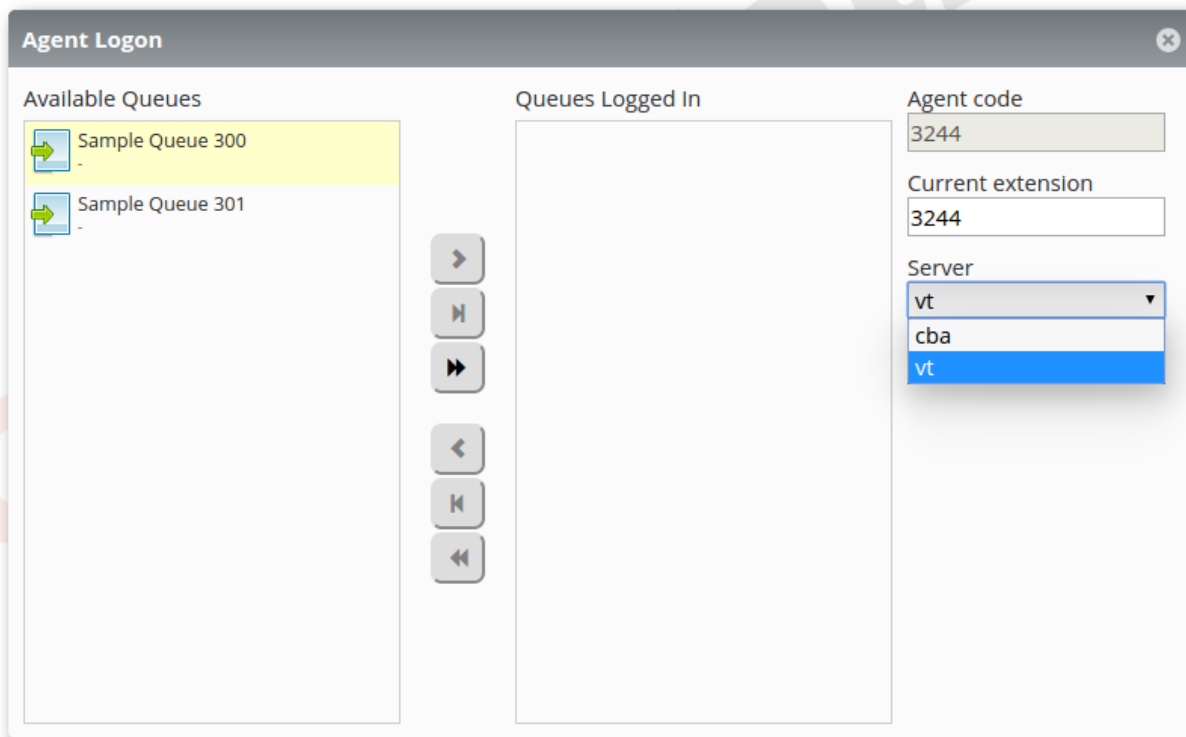 Agent Logon
Available Queues
Sample Queue 300
-
Sample Queue 301
-
Queues Logged In
Agent code
3244
Current extension
3244
Server
vt
cba
vt